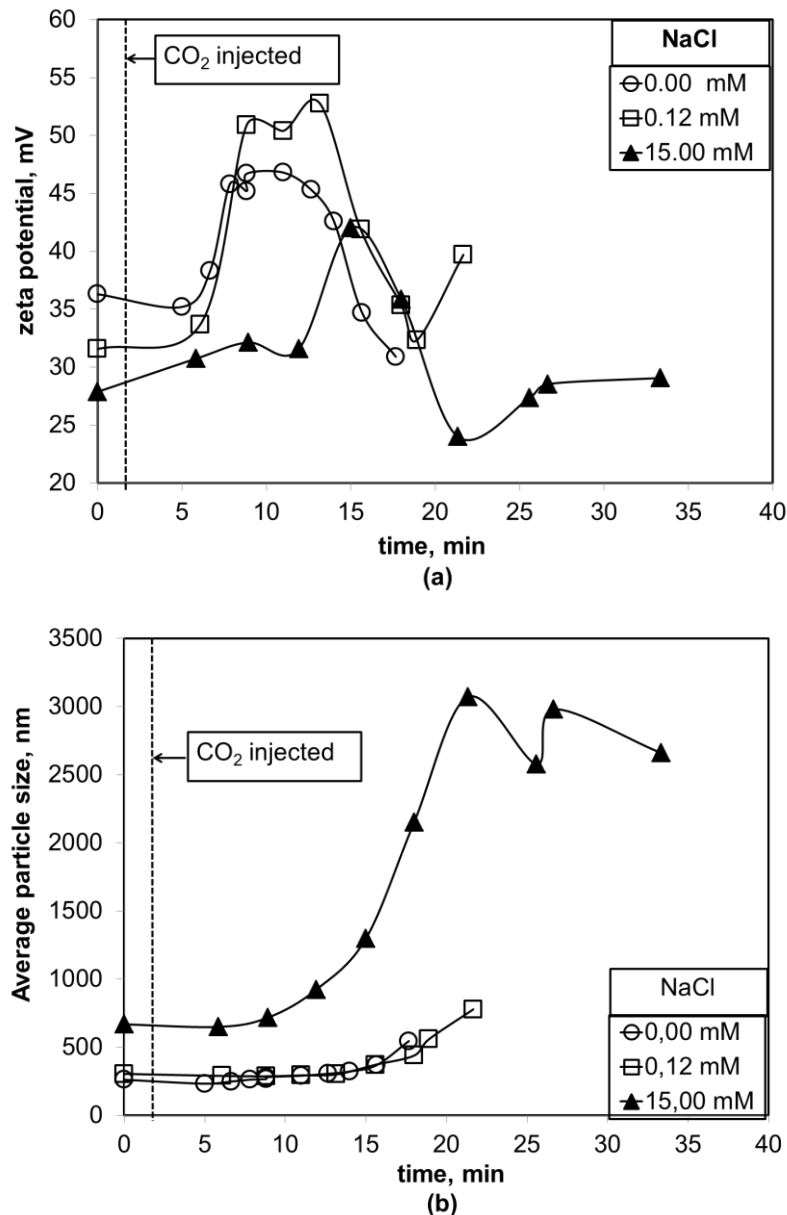 60
55
50
45
40
35
30
25
20
zeta potential, mV
CO₂ injected
NaCl
0.00 mM
0.12 mM
15.00 mM
0 5 10 15 20 25 30 35 40
time, min
(a)
3500
3000
2500
2000
1500
1000
500
0
Average particle size, nm
CO₂ injected
NaCl
0,00 mM
0,12 mM
15,00 mM
0 5 10 15 20 25 30 35 40
time, min
(b)